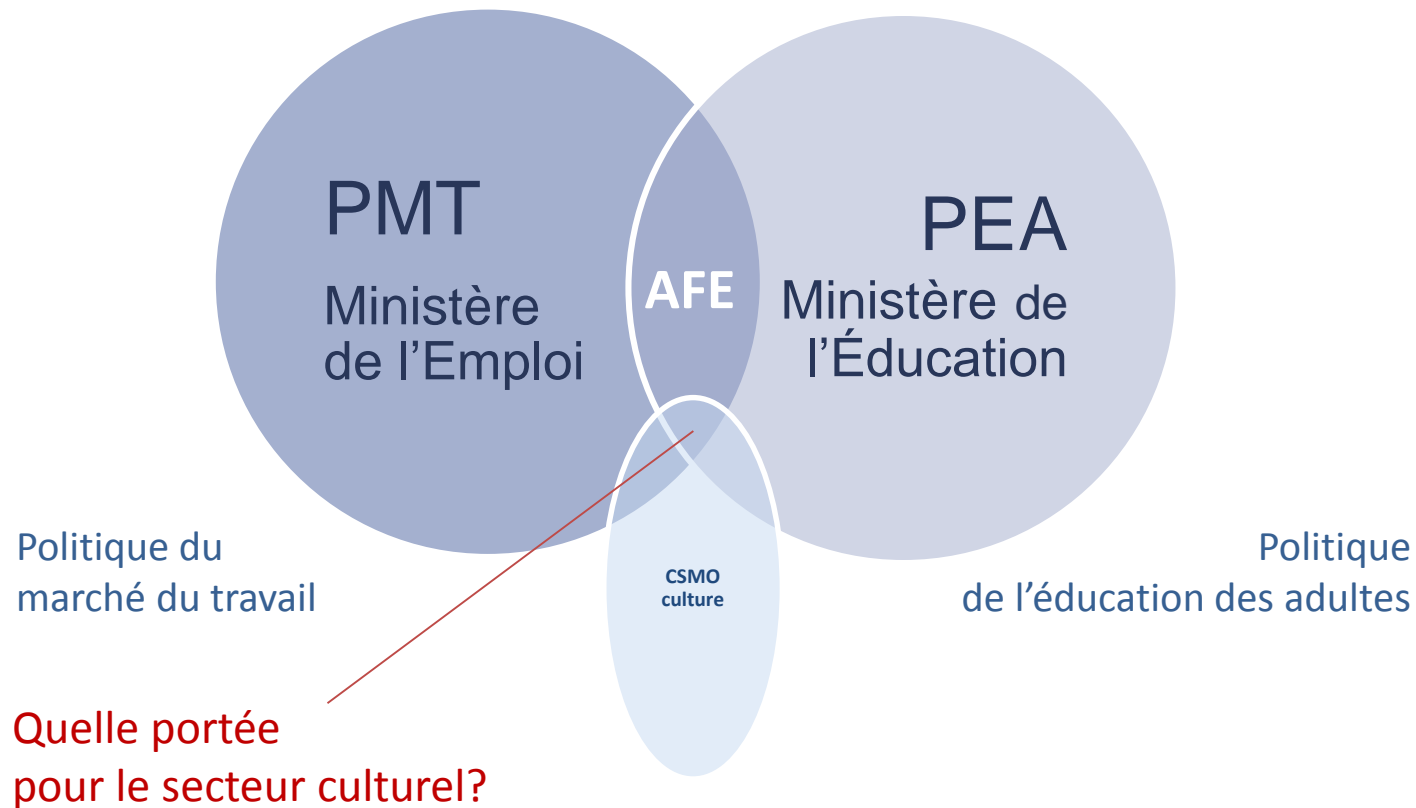 PMT
Ministère
de l’Emploi
AFE
PEA
Ministère de
l’Éducation
CSMO
culture
Politique du
marché du travail
Politique
de l’éducation des adultes
Quelle portée
pour le secteur culturel?